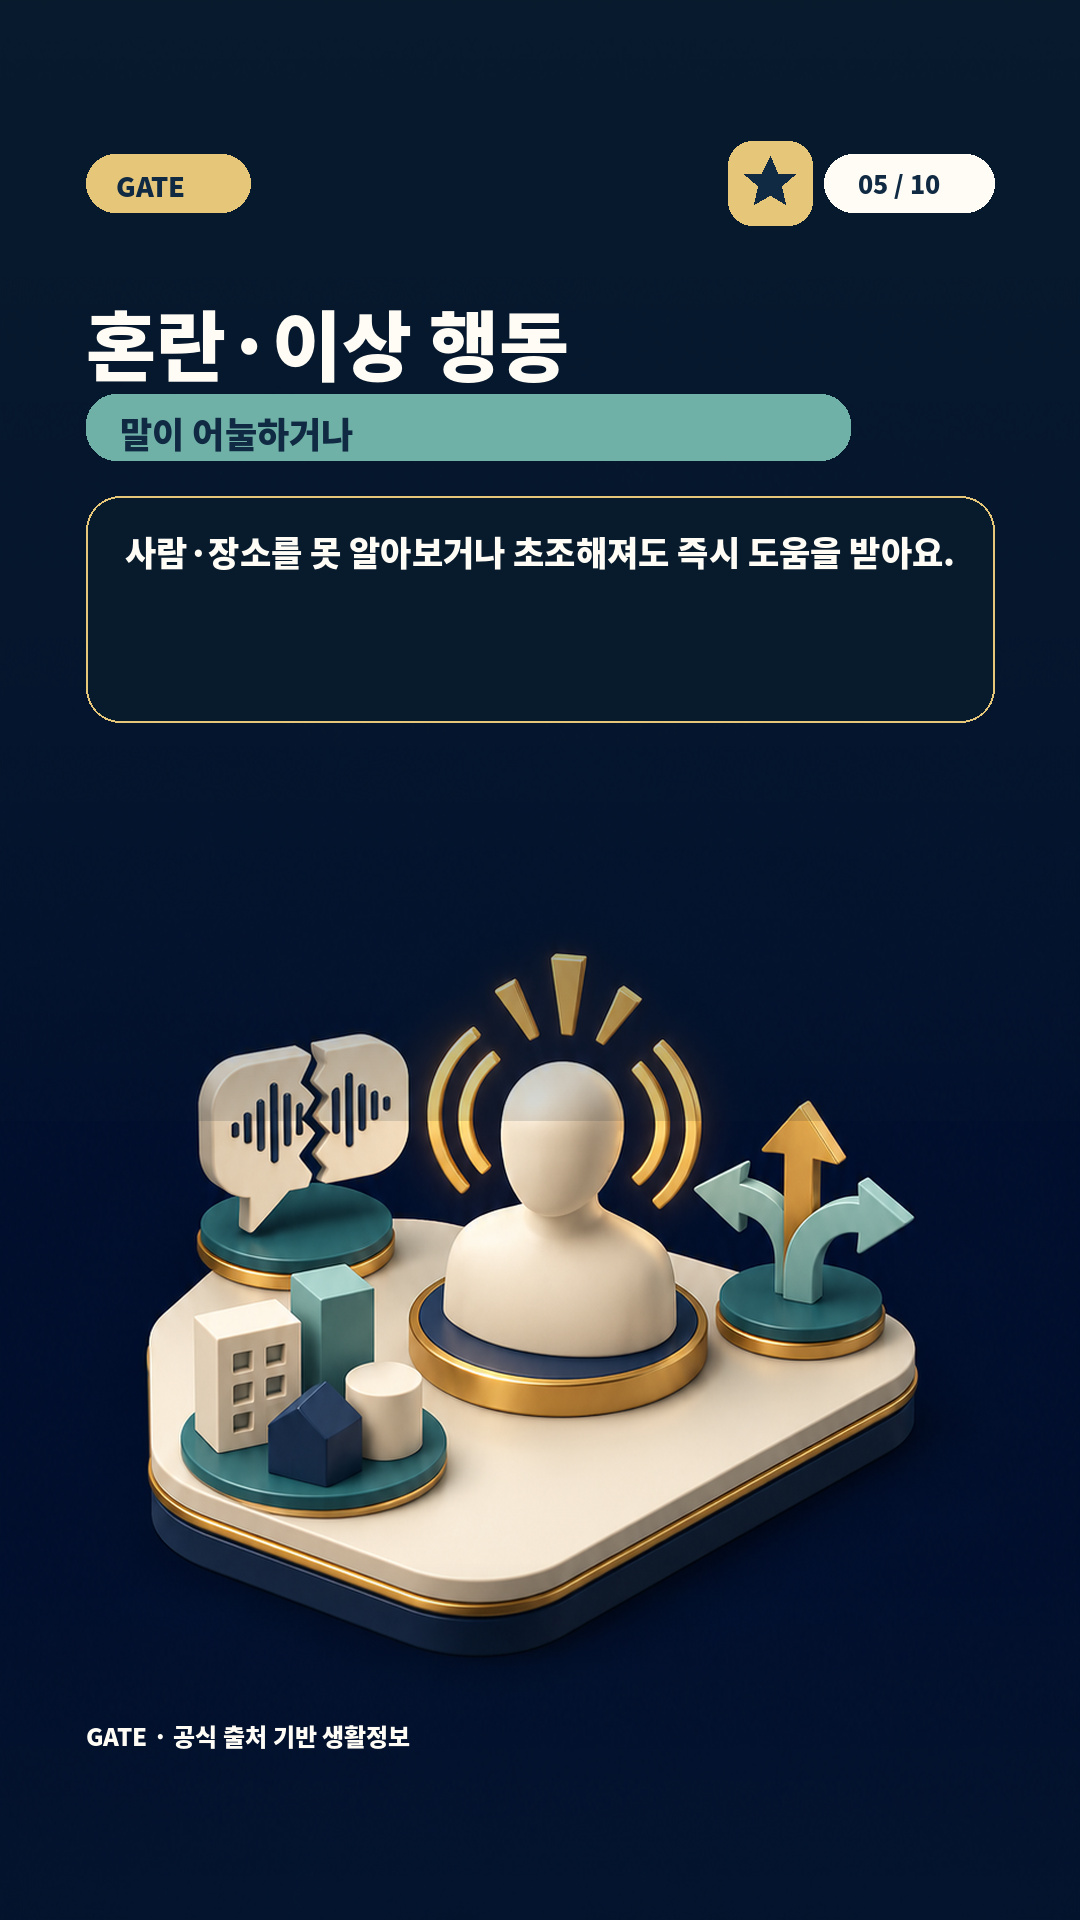 GATE
05 / 10
혼란·이상 행동
말이 어눌하거나
사람·장소를 못 알아보거나 초조해져도 즉시 도움을 받아요.
GATE · 공식 출처 기반 생활정보